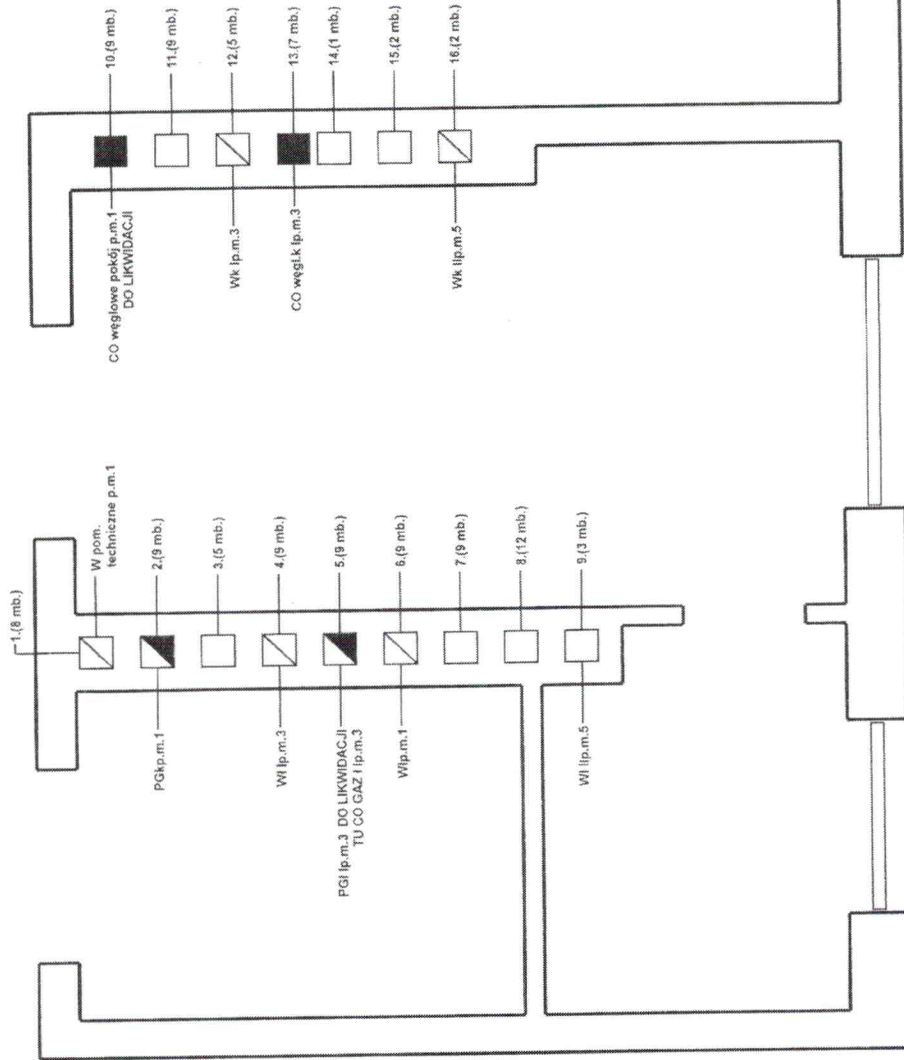 1.(8 mb.)
W pom.
techniczne p.m.1
2.(9 mb.)
PGkp.m.1
3.(5 mb.)
4.(9 mb.)
Wł Ip.m.3
5.(9 mb.)
PGł Ip.m.3 DO LIKWIDACJI
TU CO GAZ ł Ip.m.3
6.(9 mb.)
Włp.m.1
7.(9 mb.)
8.(12 mb.)
9.(3 mb.)
Wł IIp.m.5
10.(9 mb.)
CO węglowe pokój p.m.1
DO LIKWIDACJI
11.(9 mb.)
12.(5 mb.)
Wk Ip.m.3
13.(7 mb.)
CO węgl.k Ip.m.3
14.(1 mb.)
15.(2 mb.)
16.(2 mb.)
Wk IIp.m.5